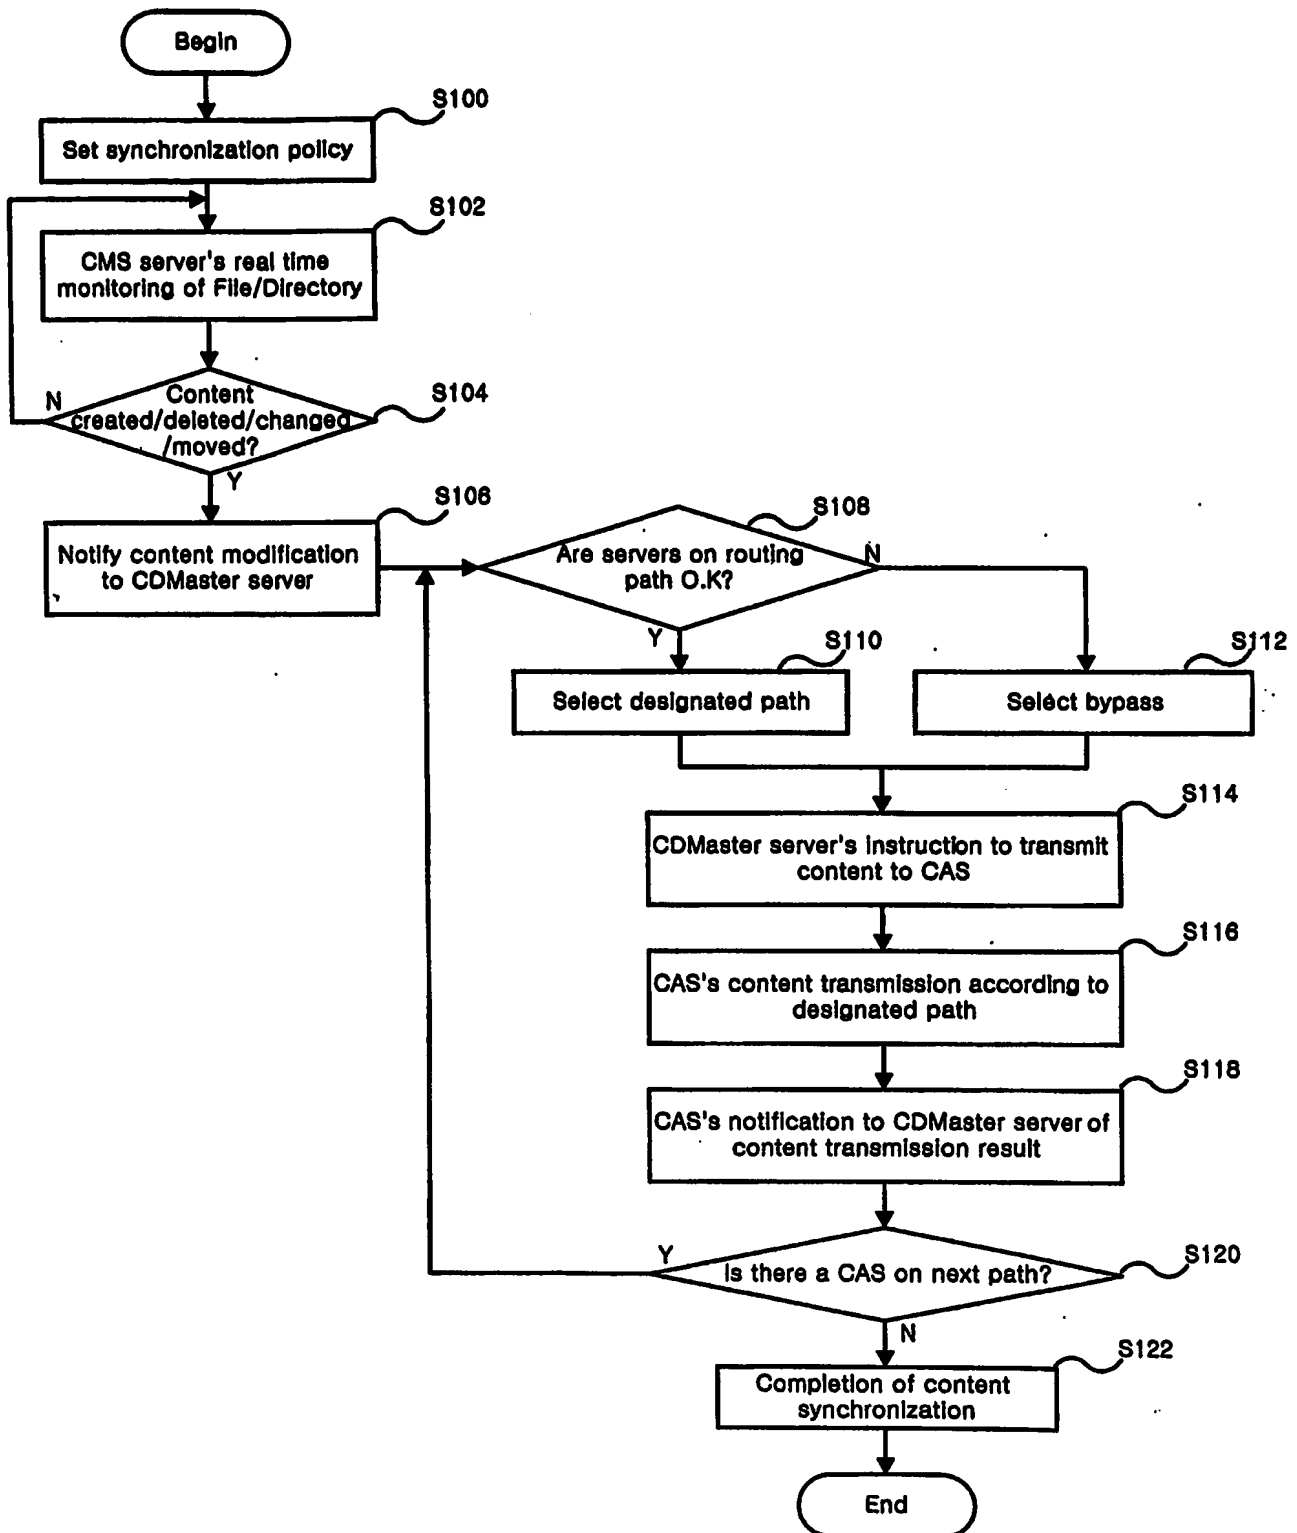 Begin
S100
Set synchronization policy
S102
CMS server's real time
monitoring of File/Directory
S104
Content
created/deleted/changed
/moved?
N
Y
S106
Notify content modification
to CDMaster server
S108
Are servers on routing
path O.K?
N
Y
S110
Select designated path
S112
Select bypass
S114
CDMaster server's instruction to transmit
content to CAS
S116
CAS's content transmission according to
designated path
S118
CAS's notification to CDMaster server of
content transmission result
S120
Y
Is there a CAS on next path?
N
S122
Completion of content
synchronization
End